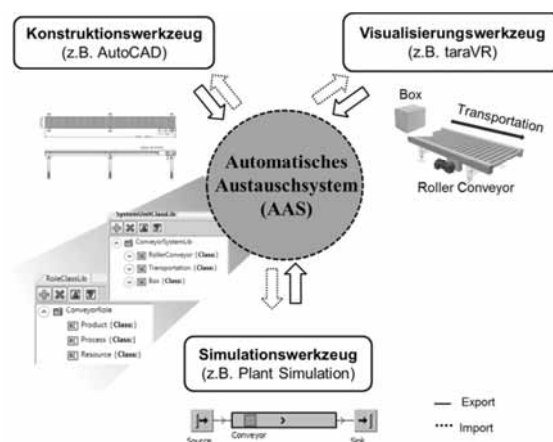 Konstruktionswerkzeug
(z.B. AutoCAD)
Visualisierungswerkzeug
(z.B. taraVR)
Box
Transportation
Roller Conveyor
Automatisches
Austauschsystem
(AAS)
SystemUnitClassLib
ConveyorSystemLib
RollerConveyor {Class:}
Transportation {Class:}
Box {Class:}
RoleClassLib
ConveyorRole
Product {Class:}
Process {Class:}
Resource {Class:}
Simulationswerkzeug
(z.B. Plant Simulation)
Source
Conveyor
Sink
Export
Import